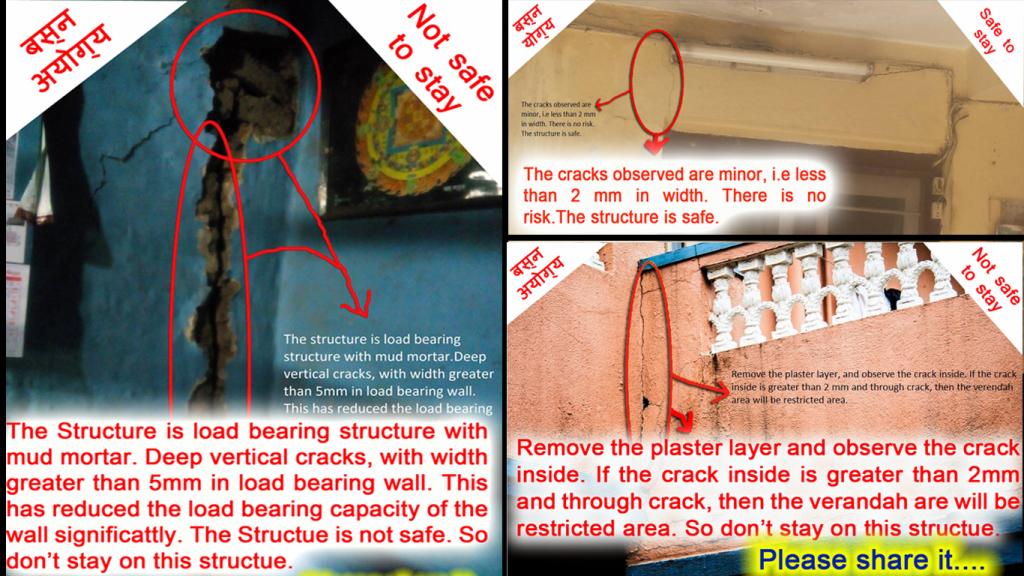 बस्न
अयोग्य
Not safe
to stay
The structure is load bearing
structure with mud mortar.Deep
vertical cracks, with width greater
than 5mm in load bearing wall.
This has reduced the load bearing
The Structure is load bearing structure with
mud mortar. Deep vertical cracks, with width
greater than 5mm in load bearing wall. This
has reduced the load bearing capacity of the
wall significattly. The Structue is not safe. So
don't stay on this structue.
बस्न
योग्य
Safe to
stay
The cracks observed are
minor, i.e less than 2 mm
in width. There is no risk.
The structure is safe.
The cracks observed are minor, i.e less
than 2 mm in width. There is no
risk.The structure is safe.
बस्न
अयोग्य
Not safe
to stay
Remove the plaster layer, and observe the crack inside. If the crack
inside is greater than 2 mm and through crack, then the verendah
area will be restricted area.
Remove the plaster layer and observe the crack
inside. If the crack inside is greater than 2mm
and through crack, then the verandah are will be
restricted area. So don't stay on this structue.
Please share it....